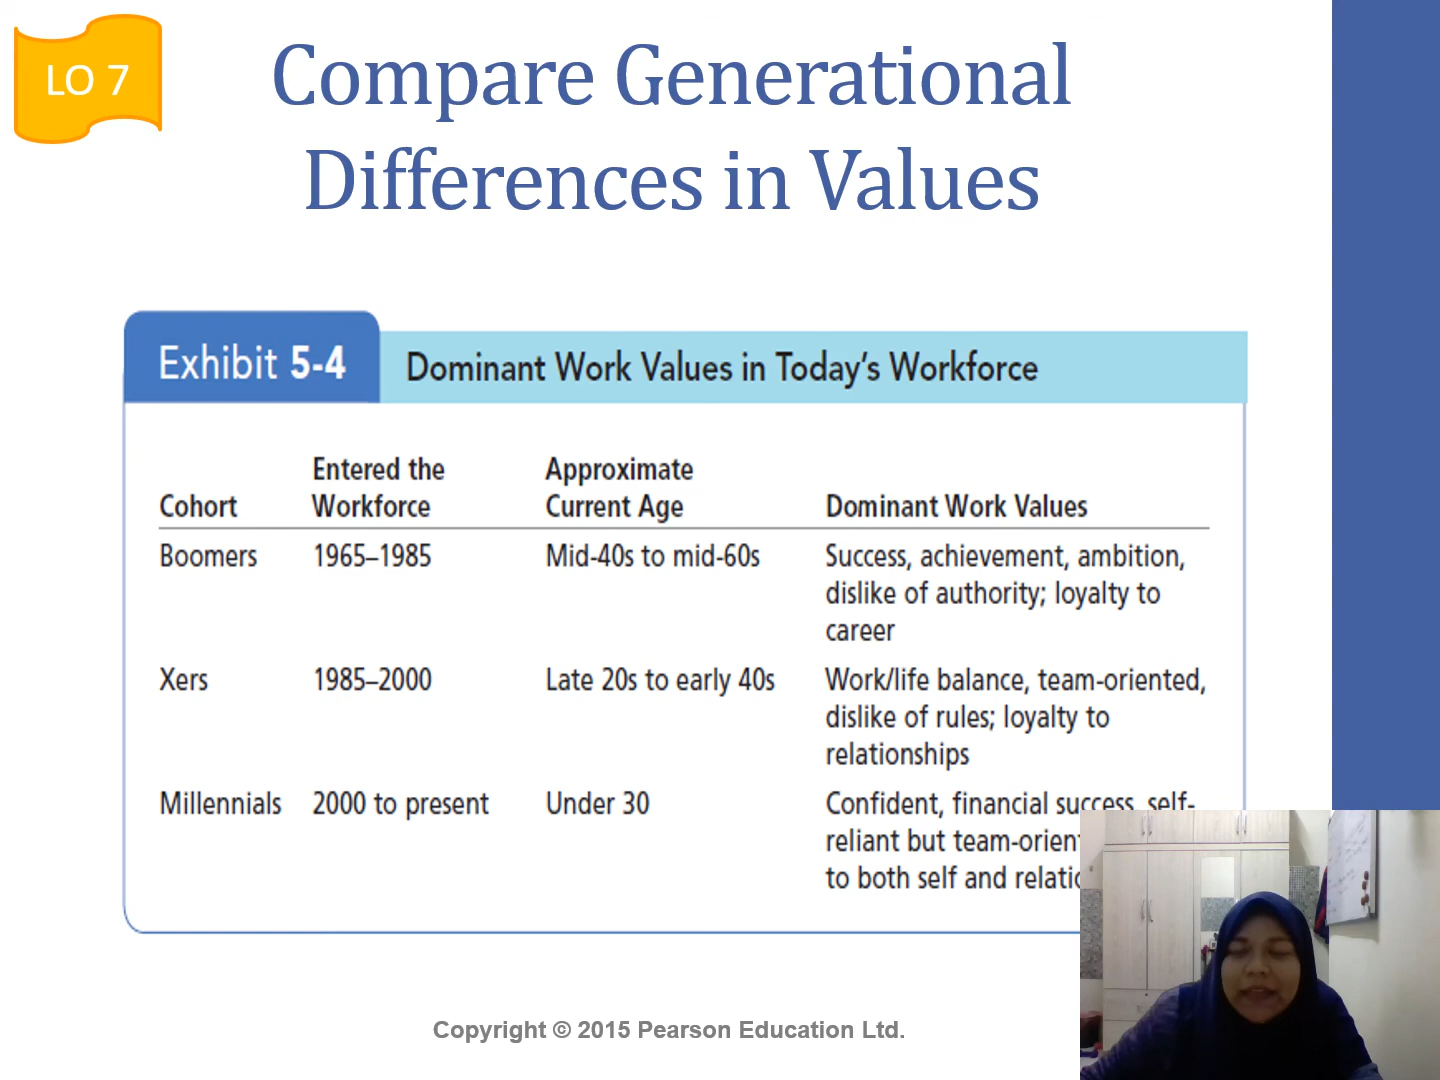 LO 7
Compare Generational
Differences in Values
Exhibit 5-4
Dominant Work Values in Today's Workforce
Entered the Approximate
Cohort Workforce Current Age Dominant Work Values
Boomers 1965–1985 Mid-40s to mid-60s Success, achievement, ambition,
dislike of authority; loyalty to
career
Xers 1985–2000 Late 20s to early 40s Work/life balance, team-oriented,
dislike of rules; loyalty to
relationships
Millennials 2000 to present Under 30 Confident, financial success, self-
reliant but
to both self and
Copyright © 2015 Pearson Education Ltd.